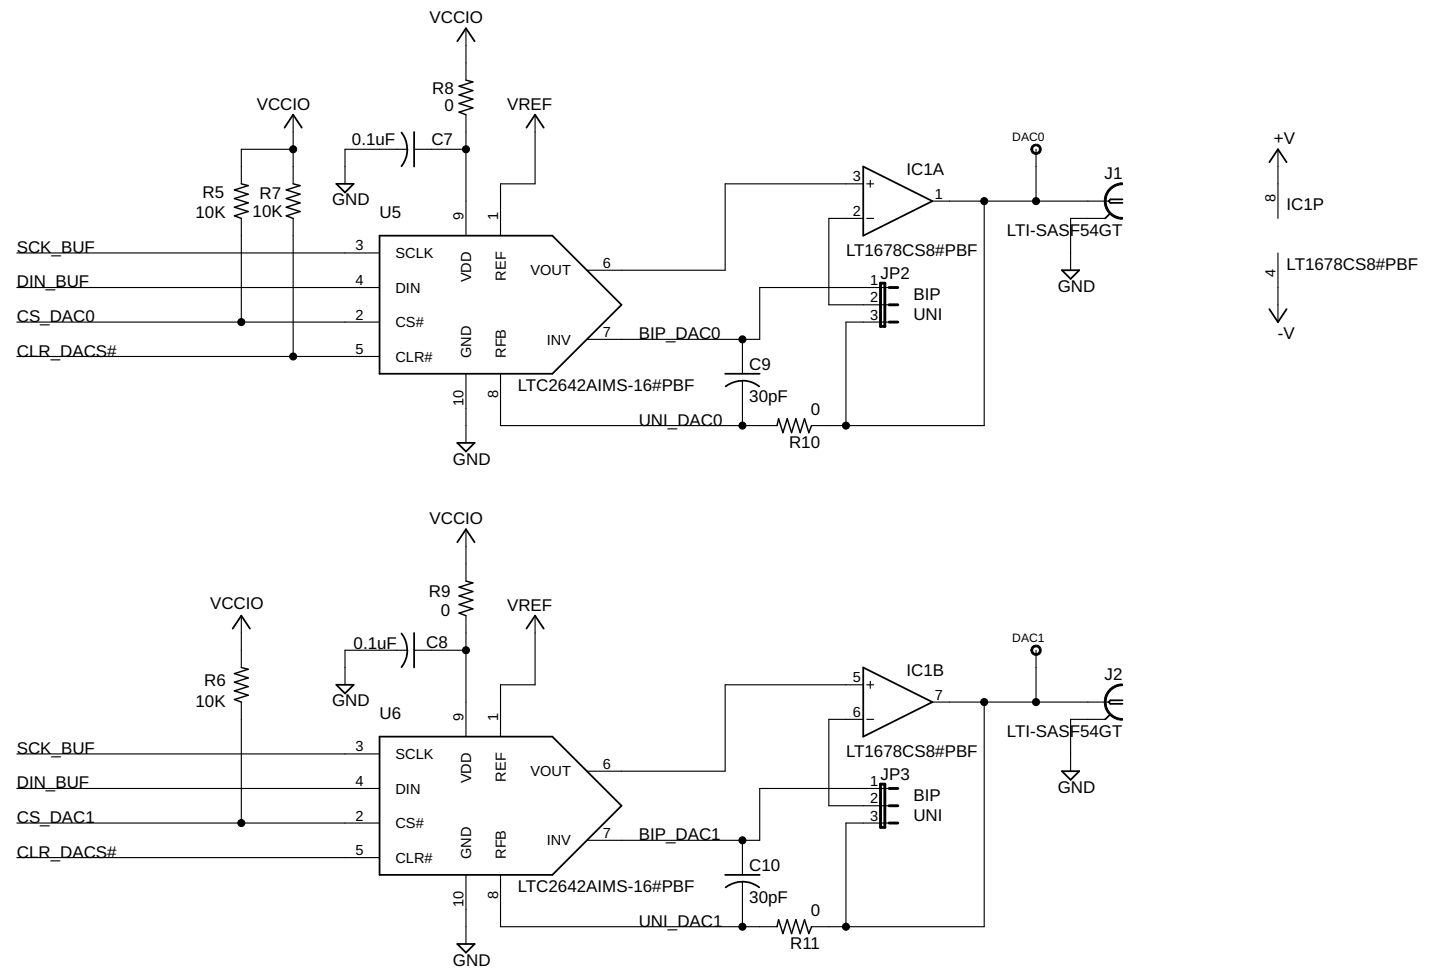 VCCIO
R8
0
VCCIO
VREF
0.1uF
C7
R5
10K
R7
10K
GND
U5
9
1
SCK_BUF
3
SCLK
DIN_BUF
4
DIN
CS_DAC0
2
CS#
CLR_DACS#
5
CLR#
VDD
REF
VOUT
6
GND
RFB
INV
7
BIP_DAC0
10
8
LTC2642AIMS-16#PBF
GND
C9
30pF
UNI_DAC0
0
R10
3
+
2
−
IC1A
1
LT1678CS8#PBF
JP2
1
2
3
BIP
UNI
DAC0
J1
LTI-SASF54GT
GND
+V
8
IC1P
4
LT1678CS8#PBF
-V
VCCIO
R9
0
VCCIO
VREF
0.1uF
C8
R6
10K
GND
U6
9
1
SCK_BUF
3
SCLK
DIN_BUF
4
DIN
CS_DAC1
2
CS#
CLR_DACS#
5
CLR#
VDD
REF
VOUT
6
GND
RFB
INV
7
BIP_DAC1
10
8
LTC2642AIMS-16#PBF
GND
C10
30pF
UNI_DAC1
0
R11
5
+
6
−
IC1B
7
LT1678CS8#PBF
JP3
1
2
3
BIP
UNI
DAC1
J2
LTI-SASF54GT
GND